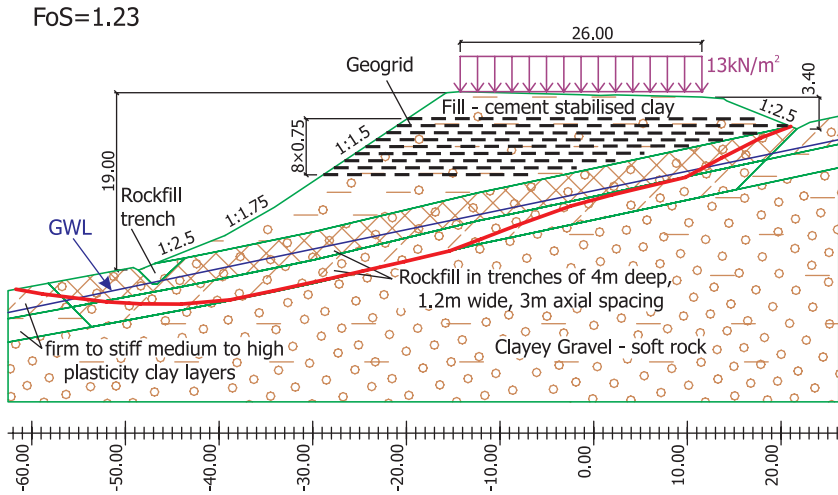 FoS=1.23
26.00
13kN/m²
3.40
Geogrid
Fill - cement stabilised clay
1:2.5
8×0.75
1:1.5
19.00
Rockfill
trench
1:1.75
GWL
1:2.5
Rockfill in trenches of 4m deep,
1.2m wide, 3m axial spacing
firm to stiff medium to high
plasticity clay layers
Clayey Gravel - soft rock
-60.00
-50.00
-40.00
-30.00
-20.00
-10.00
0.00
10.00
20.00